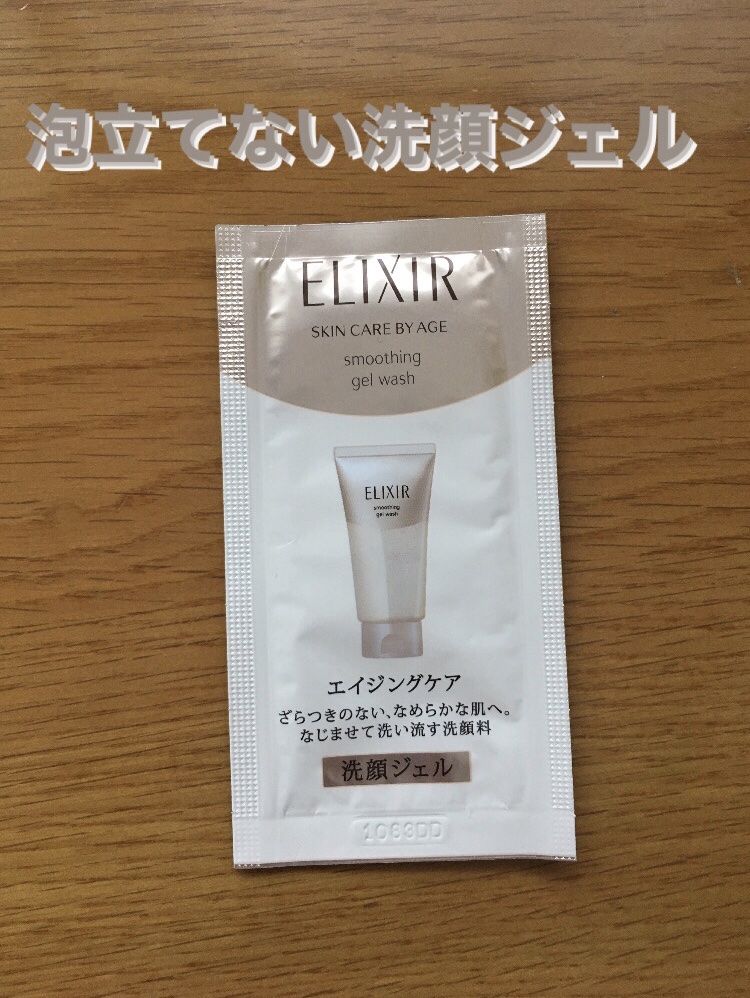 泡立てない洗顔ジェル
ELIXIR
SKIN CARE BY AGE
smoothing
gel wash
ELIXIR
smoothing
gel wash
エイジングケア
ざらつきのない、なめらかな肌へ。
なじませて洗い流す洗顔料
洗顔ジェル
1083DD